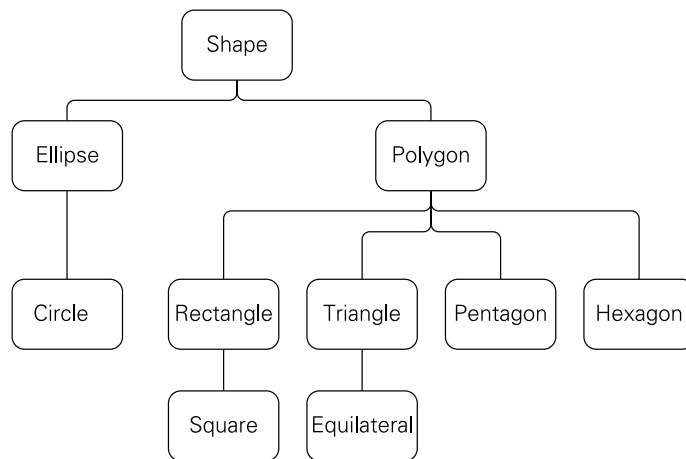 Shape
Ellipse
Polygon
Circle
Rectangle
Triangle
Pentagon
Hexagon
Square
Equilateral